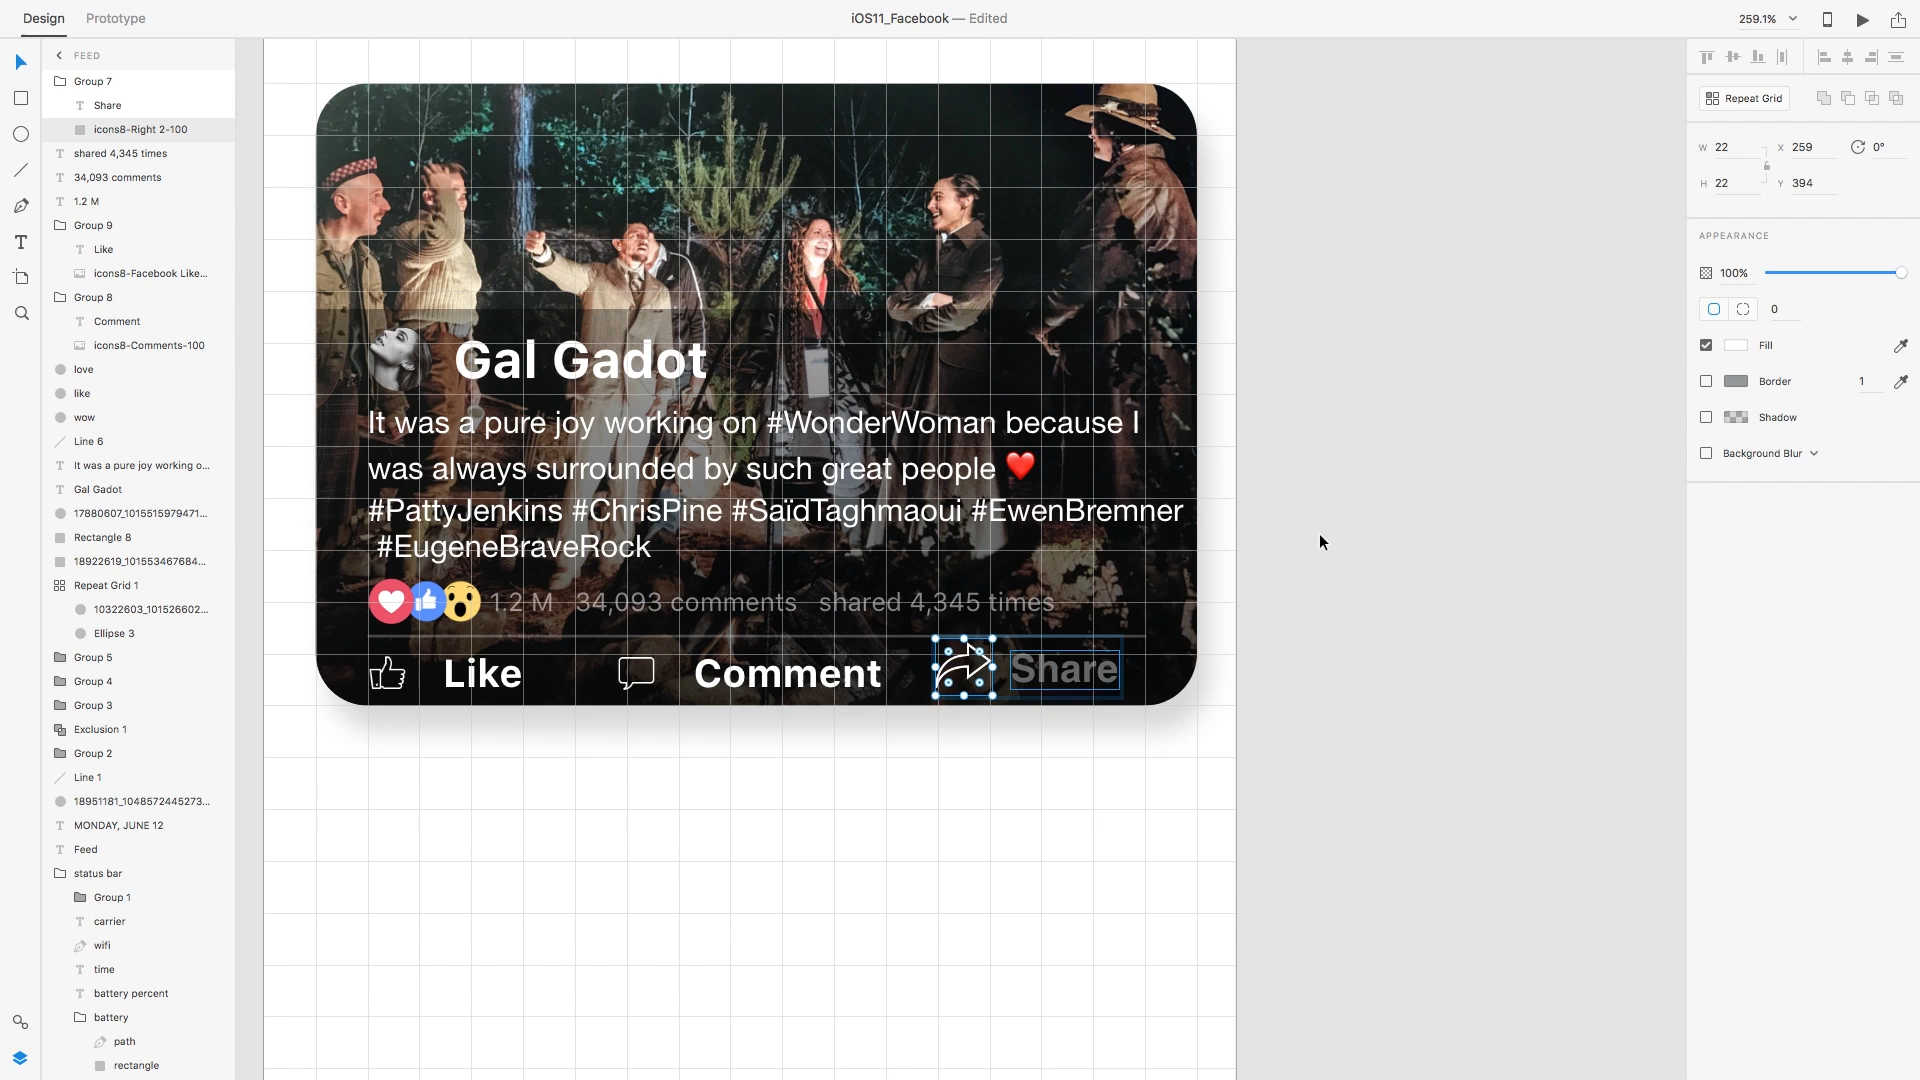 Design Prototype iOS11_Facebook — Edited 259.1%
FEED
Group 7
Share
icons8-Right 2-100
shared 4,345 times
34,093 comments
1.2 M
Group 9
Like
icons8-Facebook Like...
Group 8
Comment
icons8-Comments-100
love
like
wow
Line 6
It was a pure joy working o...
Gal Gadot
17880607_1015515979471...
Rectangle 8
18922619_101553467684...
Repeat Grid 1
10322603_101526602...
Ellipse 3
Group 5
Group 4
Group 3
Exclusion 1
Group 2
Line 1
18951181_1048572445273...
MONDAY, JUNE 12
Feed
status bar
Group 1
carrier
wifi
time
battery percent
battery
path
rectangle
Gal Gadot
It was a pure joy working on #WonderWoman because I
was always surrounded by such great people ❤️
#PattyJenkins #ChrisPine #SaïdTaghmaoui #EwenBremner
#EugeneBraveRock
1.2 M 34,093 comments shared 4,345 times
Like Comment Share
Repeat Grid
W 22 X 259 0°
H 22 Y 394
APPEARANCE
100%
0
Fill
Border 1
Shadow
Background Blur